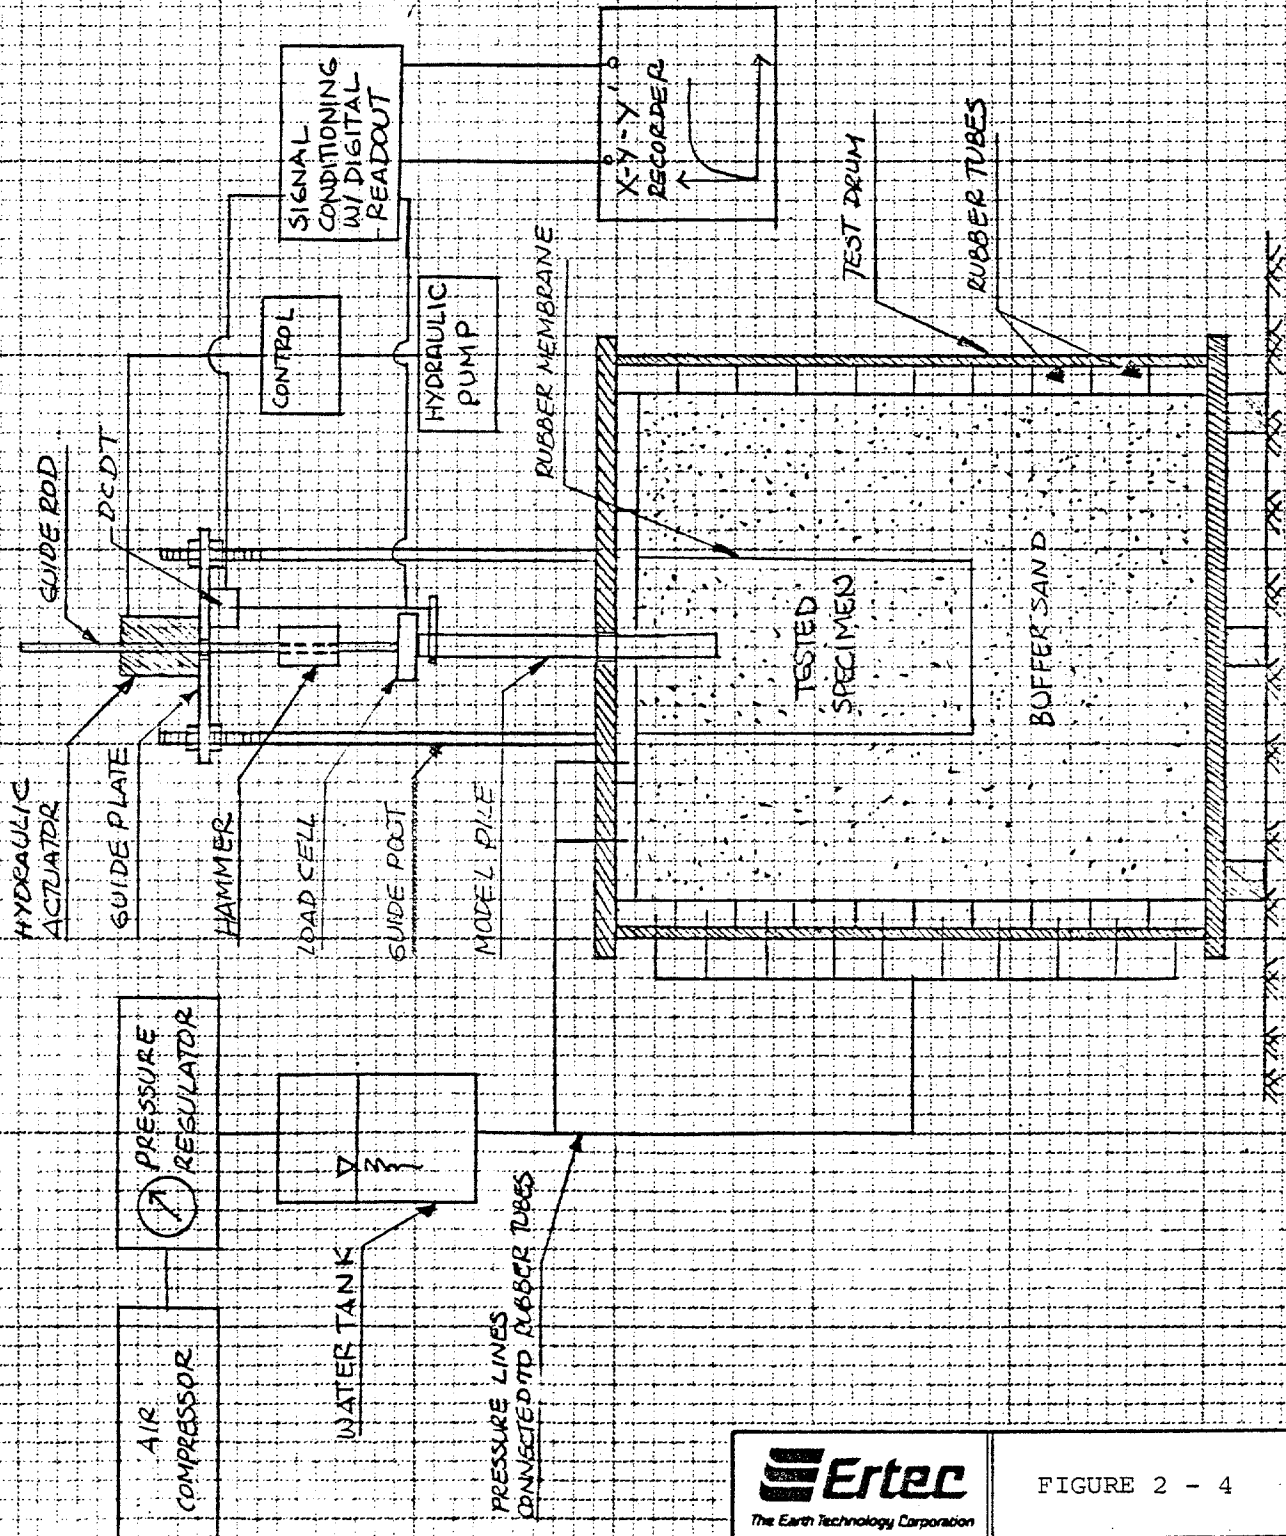 AIR
COMPRESSOR
PRESSURE
REGULATOR
WATER TANK
PRESSURE LINES
CONNECTED TO RUBBER TUBES
HYDRAULIC
ACTUATOR
GUIDE PLATE
HAMMER
LOAD CELL
GUIDE POST
MODEL PILE
GUIDE ROD
DCDT
CONTROL
HYDRAULIC
PUMP
SIGNAL
CONDITIONING
W/ DIGITAL
READOUT
X-Y-Y'
RECORDER
RUBBER MEMBRANE
TEST DRUM
RUBBER TUBES
TESTED
SPECIMEN
BUFFER SAND
Ertec
The Earth Technology Corporation
FIGURE 2 - 4